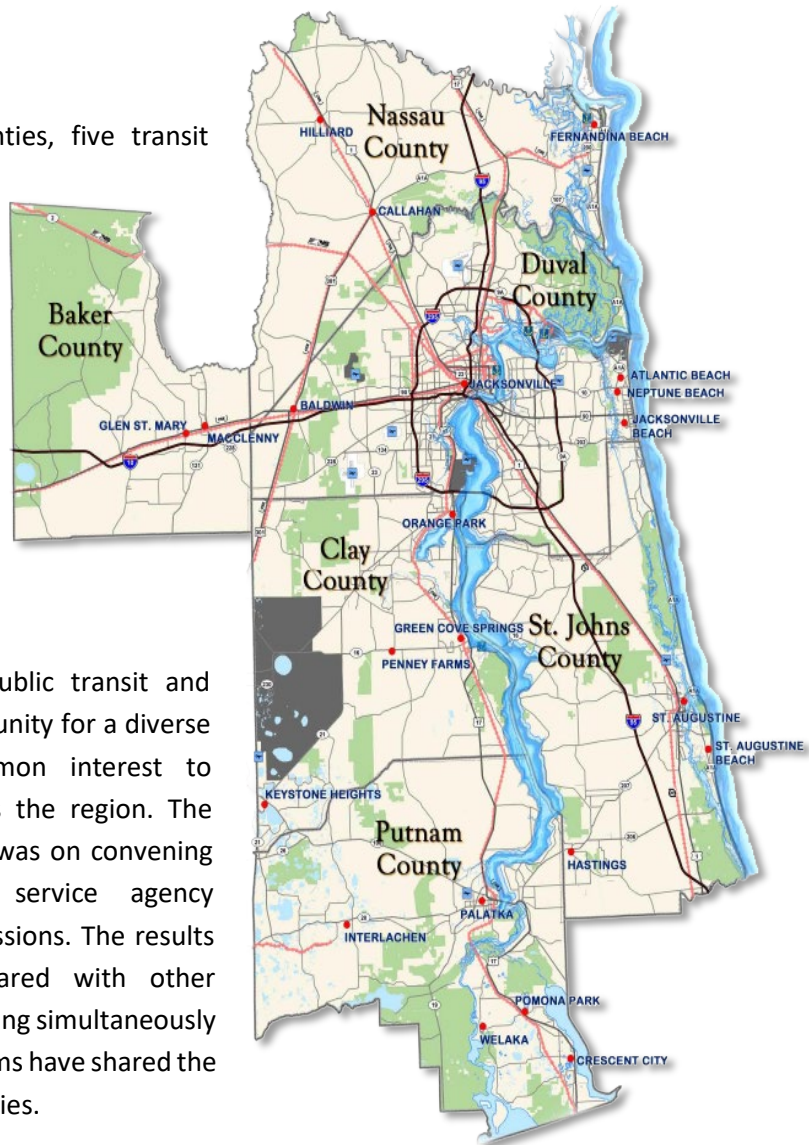 nties, five transit
ublic transit and
unity for a diverse
mon interest to
s the region. The
was on convening
service agency
ssions. The results
ared with other
ing simultaneously
ms have shared the
ies.
Nassau
County
HILLIARD
FERNANDINA BEACH
CALLAHAN
Duval
County
Baker
County
JACKSONVILLE
ATLANTIC BEACH
NEPTUNE BEACH
BALDWIN
JACKSONVILLE
BEACH
GLEN ST. MARY
MACCLENNY
ORANGE PARK
Clay
County
GREEN COVE SPRINGS
St. Johns
County
PENNEY FARMS
ST. AUGUSTINE
ST. AUGUSTINE
BEACH
KEYSTONE HEIGHTS
Putnam
County
HASTINGS
PALATKA
INTERLACHEN
POMONA PARK
WELAKA
CRESCENT CITY